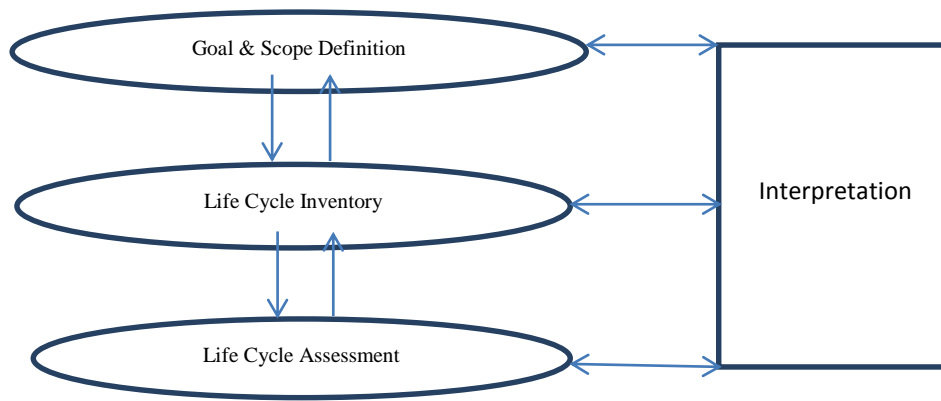 Goal & Scope Definition
Life Cycle Inventory
Interpretation
Life Cycle Assessment